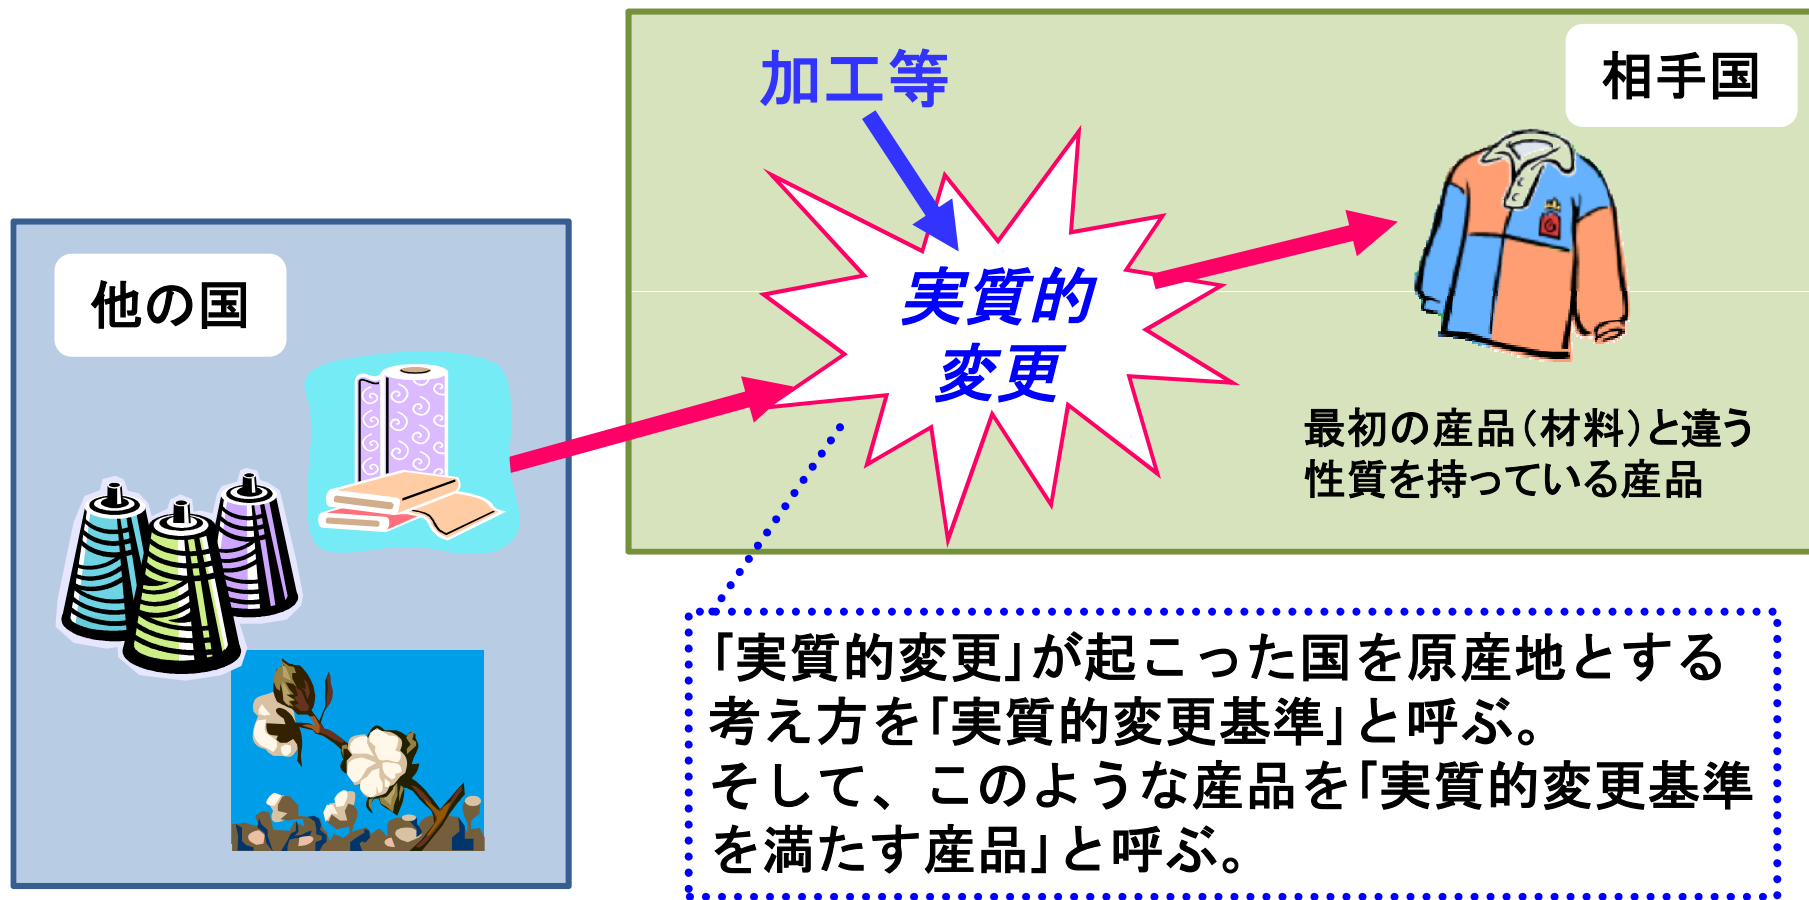 加工等
相手国
他の国
実質的
変更
最初の産品（材料）と違う
性質を持っている産品
「実質的変更」が起こった国を原産地とする
考え方を「実質的変更基準」と呼ぶ。
そして、このような産品を「実質的変更基準
を満たす産品」と呼ぶ。